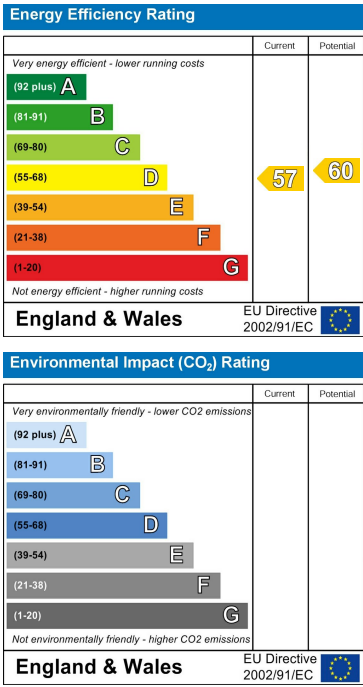 Energy Efficiency Rating
Current Potential
Very energy efficient - lower running costs
(92 plus) A
(81-91) B
(69-80) C
(55-68) D
57 60
(39-54) E
(21-38) F
(1-20) G
Not energy efficient - higher running costs
England & Wales
EU Directive
2002/91/EC
Environmental Impact (CO₂) Rating
Current Potential
Very environmentally friendly - lower CO2 emissions
(92 plus) A
(81-91) B
(69-80) C
(55-68) D
(39-54) E
(21-38) F
(1-20) G
Not environmentally friendly - higher CO2 emissions
England & Wales
EU Directive
2002/91/EC